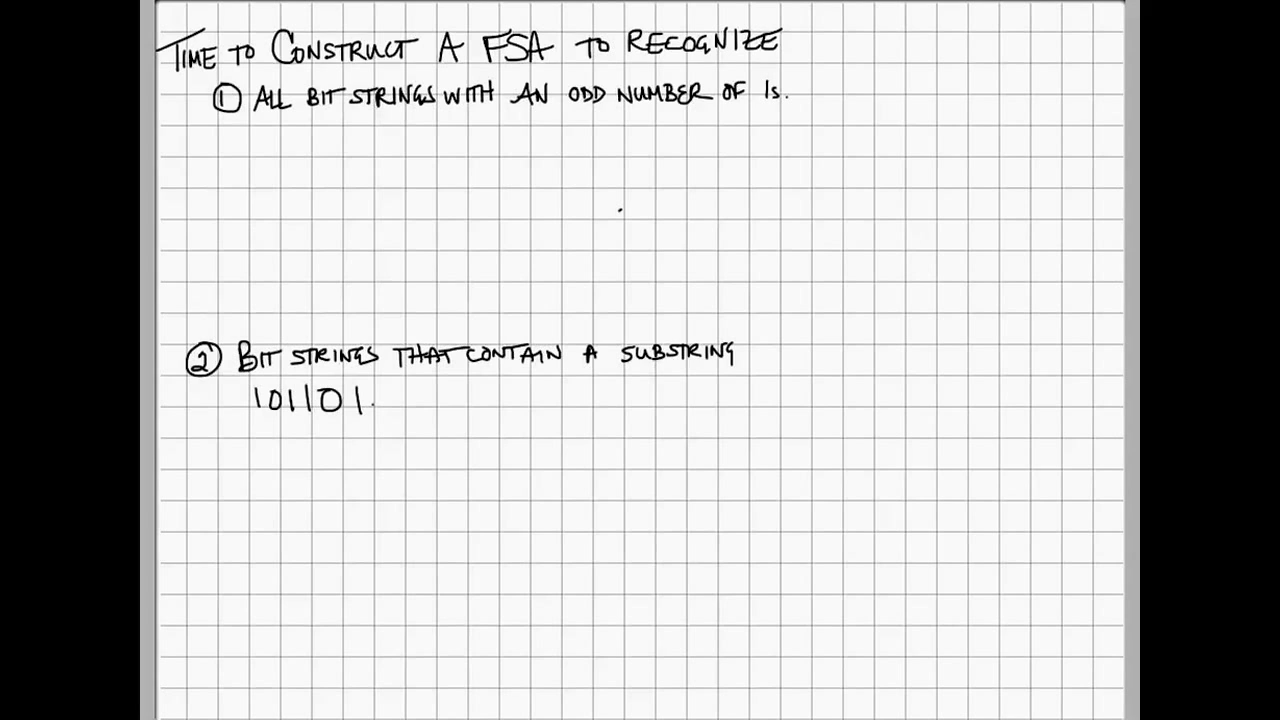 TIME TO CONSTRUCT A FSA TO RECOGNIZE
① ALL BIT STRINGS WITH AN ODD NUMBER OF 1s.
② BIT STRINGS THAT CONTAIN A SUBSTRING
101101.